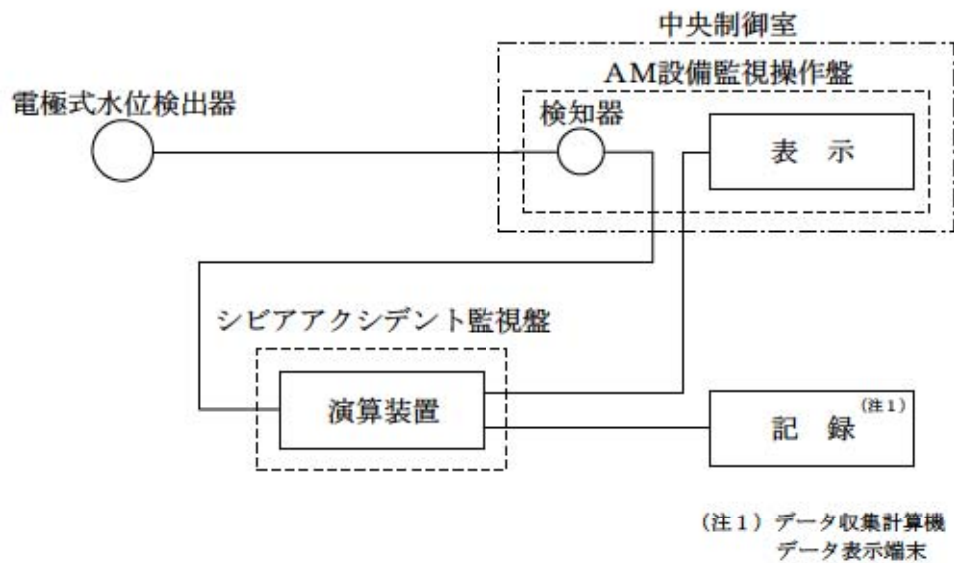 中央制御室
AM設備監視操作盤
電極式水位検出器
検知器
表 示
シビアアクシデント監視盤
演算装置
記 録 (注1)
(注1) データ収集計算機
データ表示端末